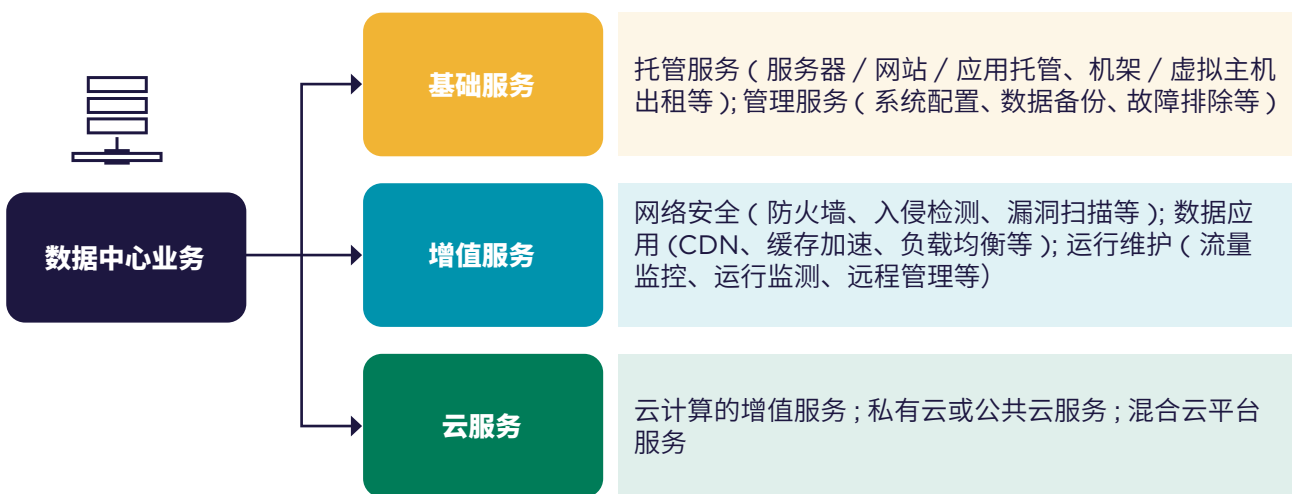 数据中心业务
基础服务
托管服务 ( 服务器 / 网站 / 应用托管、机架 / 虚拟主机
出租等 ); 管理服务 ( 系统配置、数据备份、故障排除等 )
增值服务
网络安全 ( 防火墙、入侵检测、漏洞扫描等 ); 数据应
用 (CDN、缓存加速、负载均衡等 ); 运行维护 ( 流量
监控、运行监测、远程管理等）
云服务
云计算的增值服务 ; 私有云或公共云服务 ; 混合云平台
服务